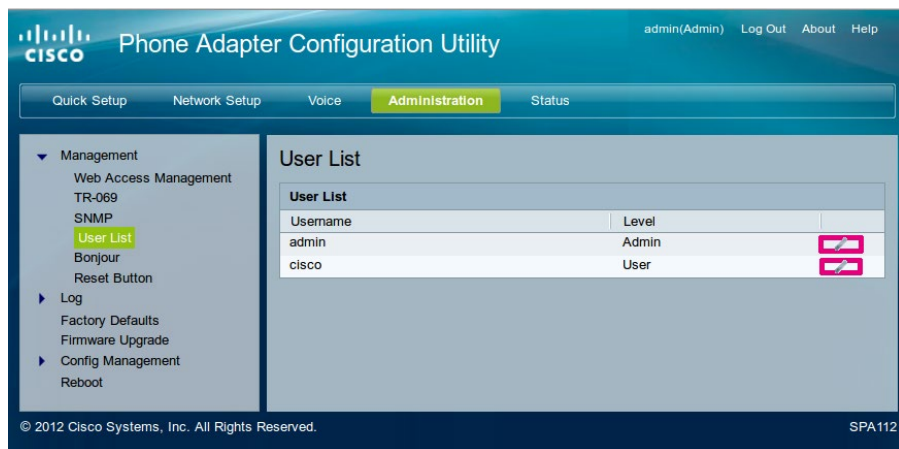 cisco Phone Adapter Configuration Utility admin(Admin) Log Out About Help
Quick Setup Network Setup Voice Administration Status
Management
Web Access Management
TR-069
SNMP
User List
Bonjour
Reset Button
Log
Factory Defaults
Firmware Upgrade
Config Management
Reboot
User List
User List
Username Level
admin Admin
cisco User
© 2012 Cisco Systems, Inc. All Rights Reserved. SPA112